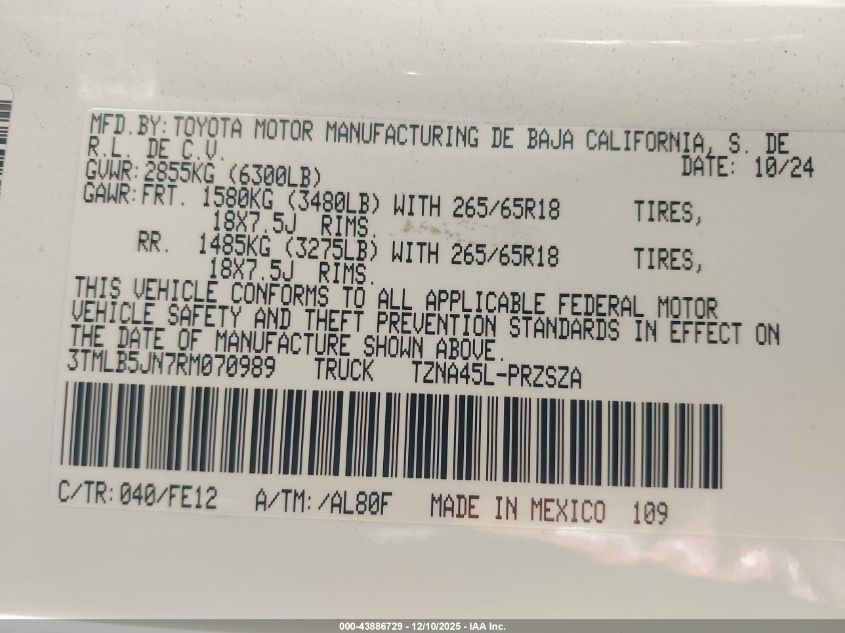 MFD.BY:TOYOTA MOTOR MANUFACTURING DE BAJA CALIFORNIA, S. DE
R.L. DE C.V.
DATE: 10/24
GVWR:2855KG (6300LB)
GAWR:FRT. 1580KG (3480LB) WITH 265/65R18 TIRES,
18X7.5J RIMS.
RR. 1485KG (3275LB) WITH 265/65R18 TIRES,
18X7.5J RIMS.
THIS VEHICLE CONFORMS TO ALL APPLICABLE FEDERAL MOTOR
VEHICLE SAFETY AND THEFT PREVENTION STANDARDS IN EFFECT ON
THE DATE OF MANUFACTURE SHOWN ABOVE.
3TMLB5JN7RM070989 TRUCK TZNA45L-PRZSZA
C/TR:040/FE12 A/TM:/AL80F MADE IN MEXICO 109
000-43886729 - 12/10/2025 - IAA Inc.